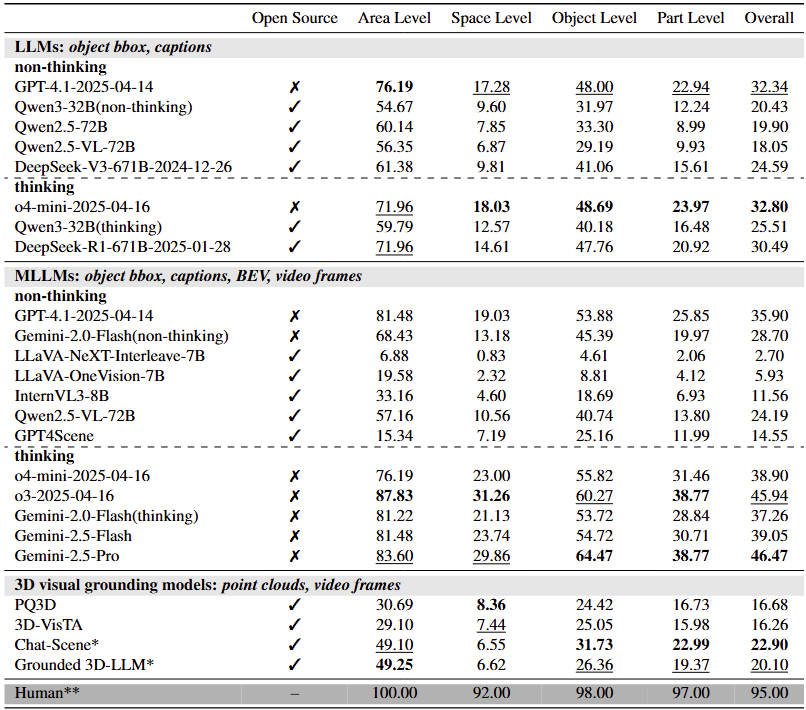 Open Source Area Level Space Level Object Level Part Level Overall
LLMs: object bbox, captions
non-thinking
GPT-4.1-2025-04-14 ✗ 76.19 17.28 48.00 22.94 32.34
Qwen3-32B(non-thinking) ✓ 54.67 9.60 31.97 12.24 20.43
Qwen2.5-72B ✓ 60.14 7.85 33.30 8.99 19.90
Qwen2.5-VL-72B ✓ 56.35 6.87 29.19 9.93 18.05
DeepSeek-V3-671B-2024-12-26 ✓ 61.38 9.81 41.06 15.61 24.59
thinking
o4-mini-2025-04-16 ✗ 71.96 18.03 48.69 23.97 32.80
Qwen3-32B(thinking) ✓ 59.79 12.57 40.18 16.48 25.51
DeepSeek-R1-671B-2025-01-28 ✓ 71.96 14.61 47.76 20.92 30.49
MLLMs: object bbox, captions, BEV, video frames
non-thinking
GPT-4.1-2025-04-14 ✗ 81.48 19.03 53.88 25.85 35.90
Gemini-2.0-Flash(non-thinking) ✗ 68.43 13.18 45.39 19.97 28.70
LLaVA-NeXT-Interleave-7B ✓ 6.88 0.83 4.61 2.06 2.70
LLaVA-OneVision-7B ✓ 19.58 2.32 8.81 4.12 5.93
InternVL3-8B ✓ 33.16 4.60 18.69 6.93 11.56
Qwen2.5-VL-72B ✓ 57.16 10.56 40.74 13.80 24.19
GPT4Scene ✓ 15.34 7.19 25.16 11.99 14.55
thinking
o4-mini-2025-04-16 ✗ 76.19 23.00 55.82 31.46 38.90
o3-2025-04-16 ✗ 87.83 31.26 60.27 38.77 45.94
Gemini-2.0-Flash(thinking) ✗ 81.22 21.13 53.72 28.84 37.26
Gemini-2.5-Flash ✗ 81.48 23.74 54.72 30.71 39.05
Gemini-2.5-Pro ✗ 83.60 29.86 64.47 38.77 46.47
3D visual grounding models: point clouds, video frames
PQ3D ✓ 30.69 8.36 24.42 16.73 16.68
3D-VisTA ✓ 29.10 7.44 25.05 15.98 16.26
Chat-Scene* ✓ 49.10 6.55 31.73 22.99 22.90
Grounded 3D-LLM* ✓ 49.25 6.62 26.36 19.37 20.10
Human** – 100.00 92.00 98.00 97.00 95.00